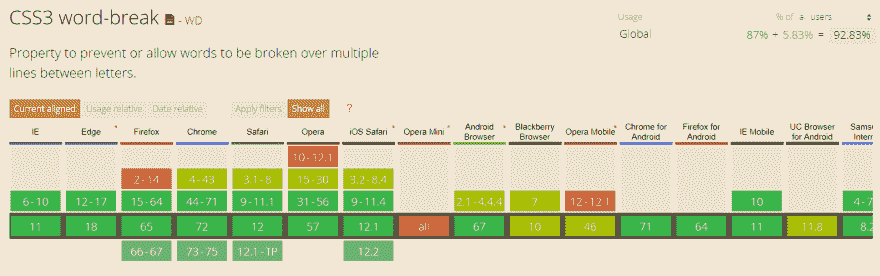 CSS3 word-break - WD
Usage % of all users
Global 87% + 5.83% = 92.83%
Property to prevent or allow words to be broken over multiple
lines between letters.
Current aligned Usage relative Date relative Apply filters Show all ?
IE Edge * Firefox Chrome Safari Opera iOS Safari * Opera Mini * Android Browser * Blackberry Browser Opera Mobile * Chrome for Android Firefox for Android IE Mobile UC Browser for Android
10-12.1
2-14 4-43 3.1-8 15-30 3.2-8.4
6-10 12-17 15-64 44-71 9-11.1 31-56 9-11.4 2.1-4.4.4 7 12-12.1 10 4-7
11 18 65 72 12 57 12.1 all 67 10 46 71 64 11 11.8 8.2
66-67 73-75 12.1-TP 12.2